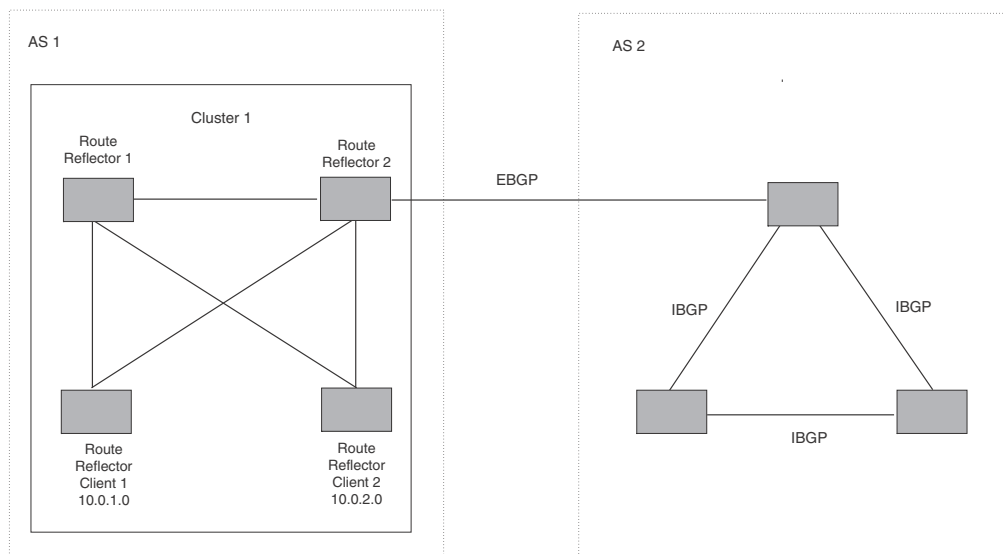 AS 1
AS 2
Cluster 1
Route
Reflector 1
Route
Reflector 2
EBGP
IBGP
IBGP
IBGP
Route
Reflector
Client 1
10.0.1.0
Route
Reflector
Client 2
10.0.2.0